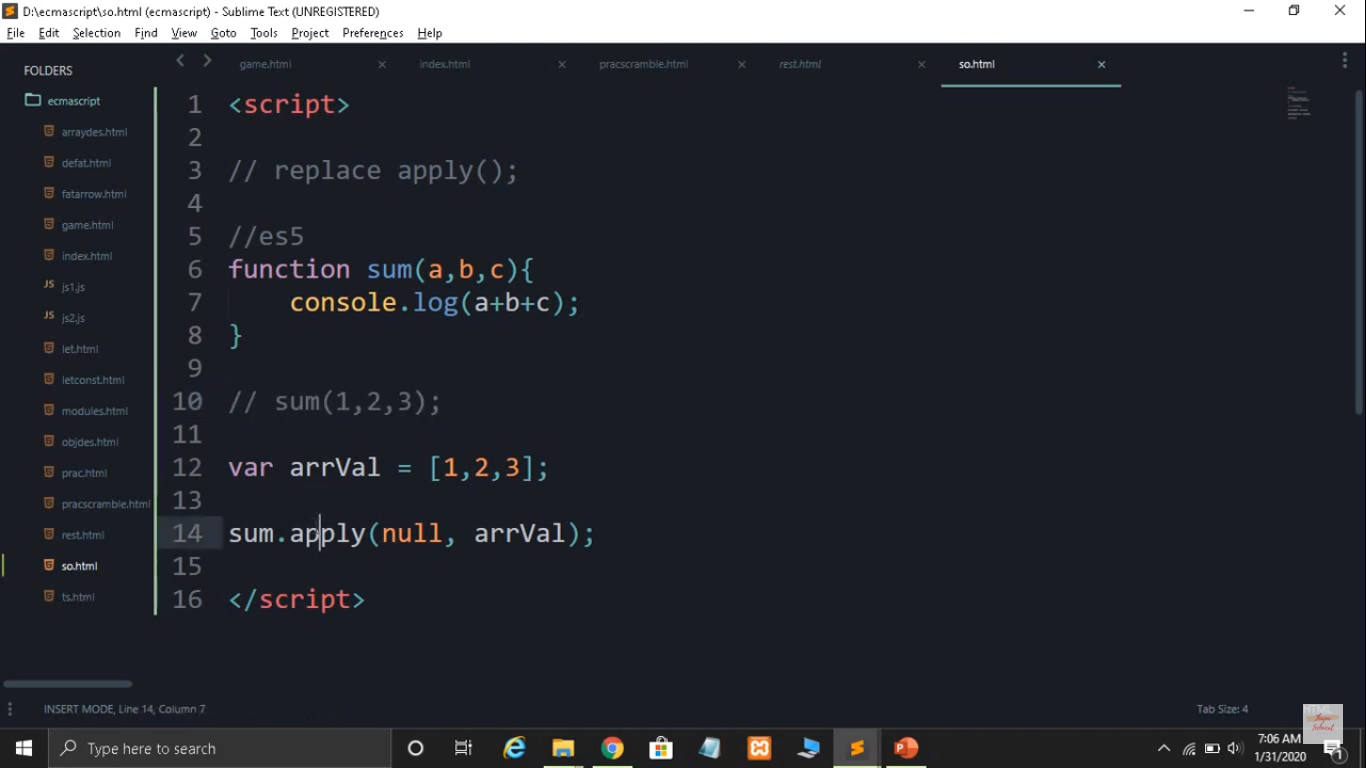 D:\ecmascript\so.html (ecmascript) - Sublime Text (UNREGISTERED)
File Edit Selection Find View Goto Tools Project Preferences Help
FOLDERS
ecmascript
arraydes.html
defat.html
fatarrow.html
game.html
index.html
js1.js
js2.js
let.html
letconst.html
modules.html
objdes.html
prac.html
pracscramble.html
rest.html
so.html
ts.html
game.html index.html pracscramble.html rest.html so.html
1 <script>
2
3 // replace apply();
4
5 //es5
6 function sum(a,b,c){
7 console.log(a+b+c);
8 }
9
10 // sum(1,2,3);
11
12 var arrVal = [1,2,3];
13
14 sum.apply(null, arrVal);
15
16 </script>
INSERT MODE, Line 14, Column 7
Tab Size: 4
HTML
Type here to search
7:06 AM
1/31/2020
1